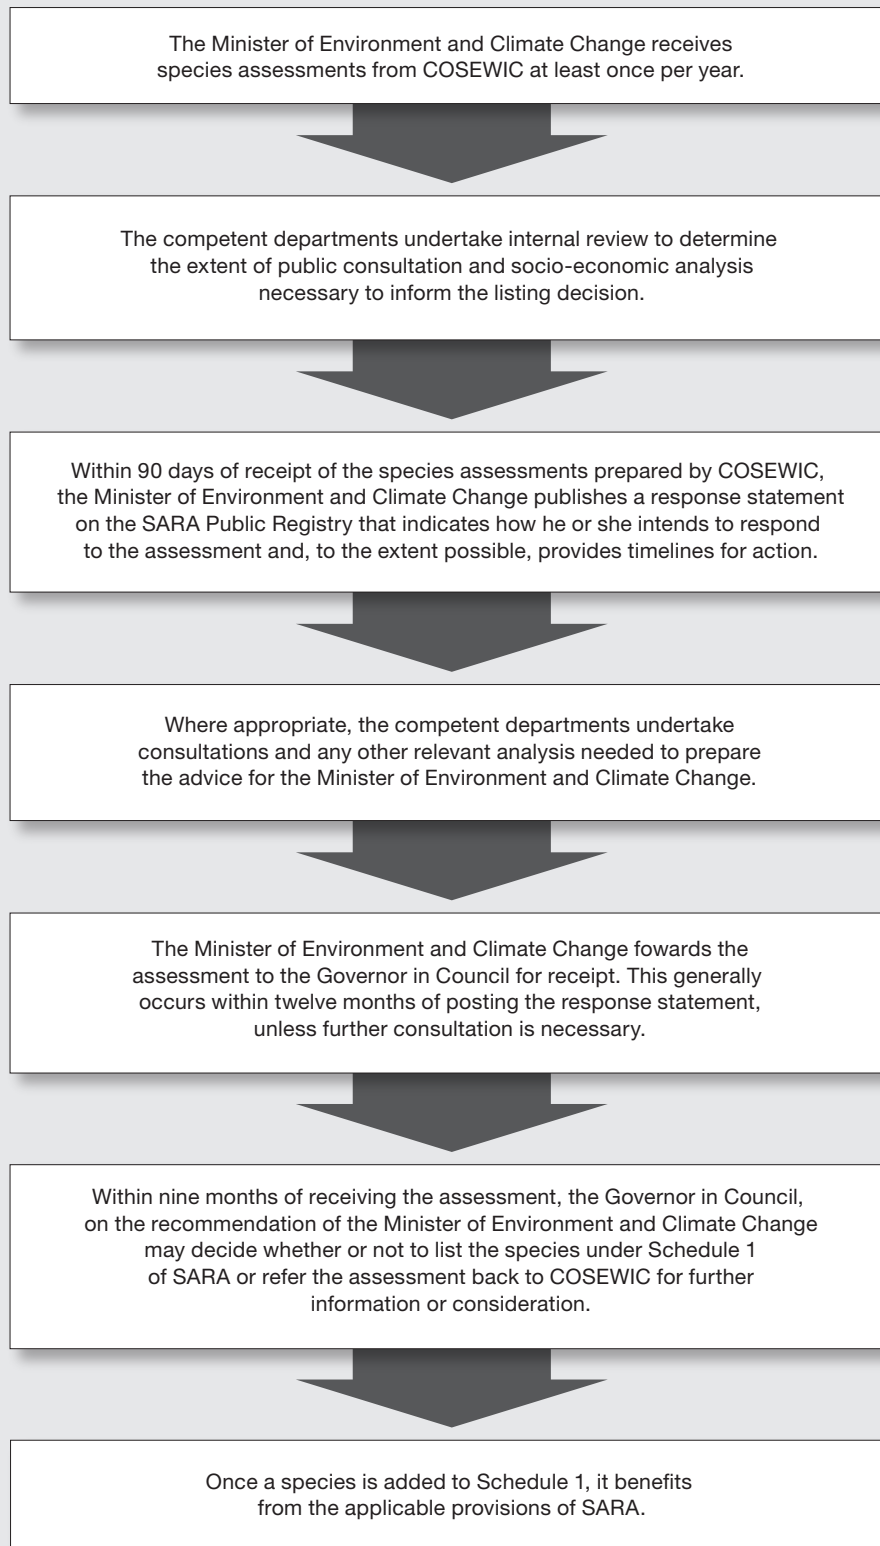 The Minister of Environment and Climate Change receives
species assessments from COSEWIC at least once per year.
The competent departments undertake internal review to determine
the extent of public consultation and socio-economic analysis
necessary to inform the listing decision.
Within 90 days of receipt of the species assessments prepared by COSEWIC,
the Minister of Environment and Climate Change publishes a response statement
on the SARA Public Registry that indicates how he or she intends to respond
to the assessment and, to the extent possible, provides timelines for action.
Where appropriate, the competent departments undertake
consultations and any other relevant analysis needed to prepare
the advice for the Minister of Environment and Climate Change.
The Minister of Environment and Climate Change fowards the
assessment to the Governor in Council for receipt. This generally
occurs within twelve months of posting the response statement,
unless further consultation is necessary.
Within nine months of receiving the assessment, the Governor in Council,
on the recommendation of the Minister of Environment and Climate Change
may decide whether or not to list the species under Schedule 1
of SARA or refer the assessment back to COSEWIC for further
information or consideration.
Once a species is added to Schedule 1, it benefits
from the applicable provisions of SARA.